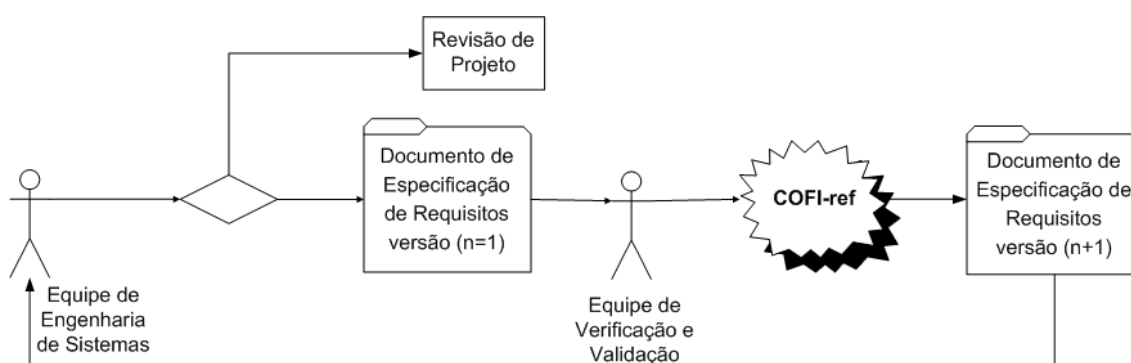 Revisão de
Projeto
Documento de
Especificação
de Requisitos
versão (n=1)
COFI-ref
Documento de
Especificação de
Requisitos
versão (n+1)
Equipe de
Engenharia
de Sistemas
Equipe de
Verificação e
Validação